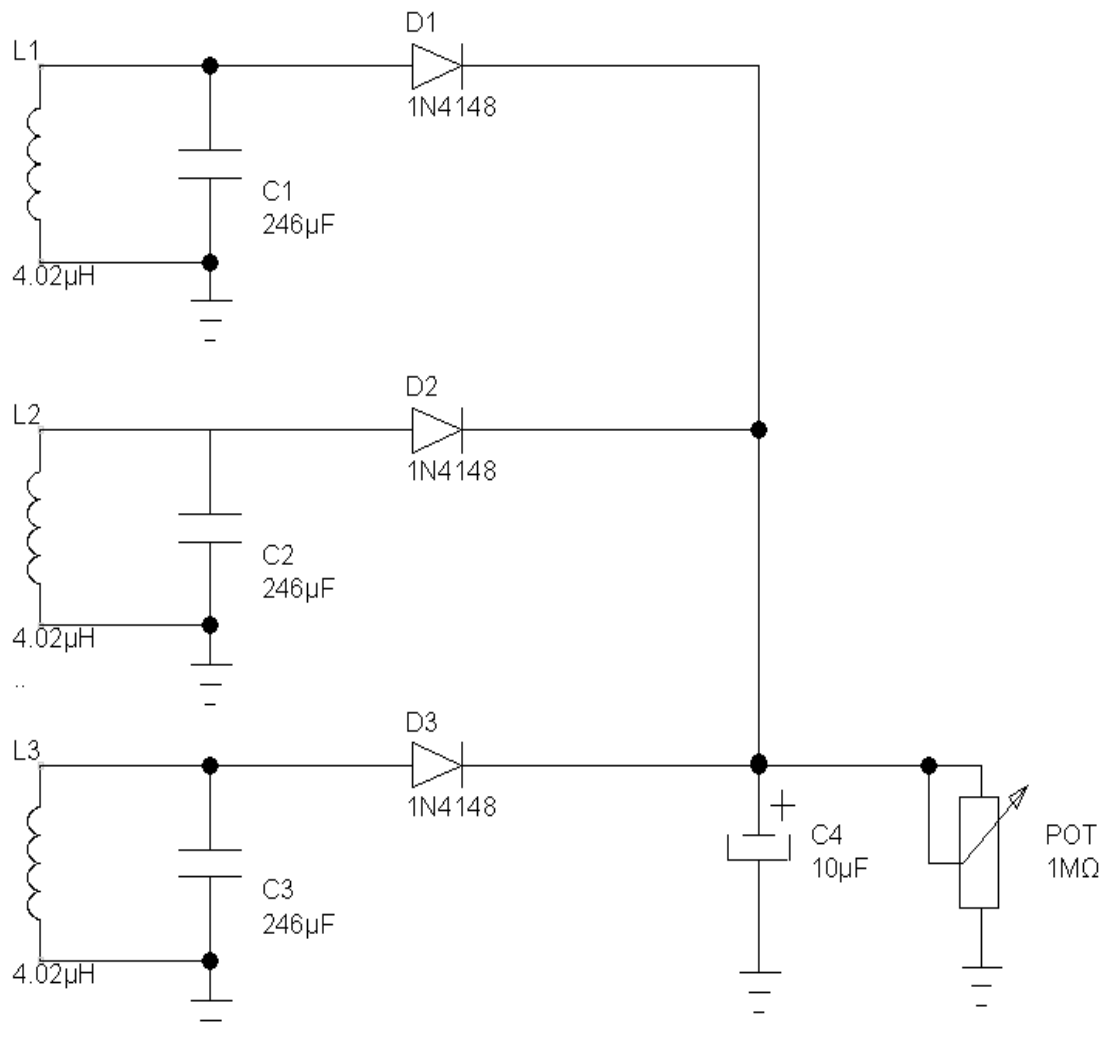 L1
D1
1N4148
C1
246µF
4.02µH
L2
D2
1N4148
C2
246µF
4.02µH
..
L3
D3
1N4148
+
C4
10µF
POT
1MΩ
C3
246µF
4.02µH